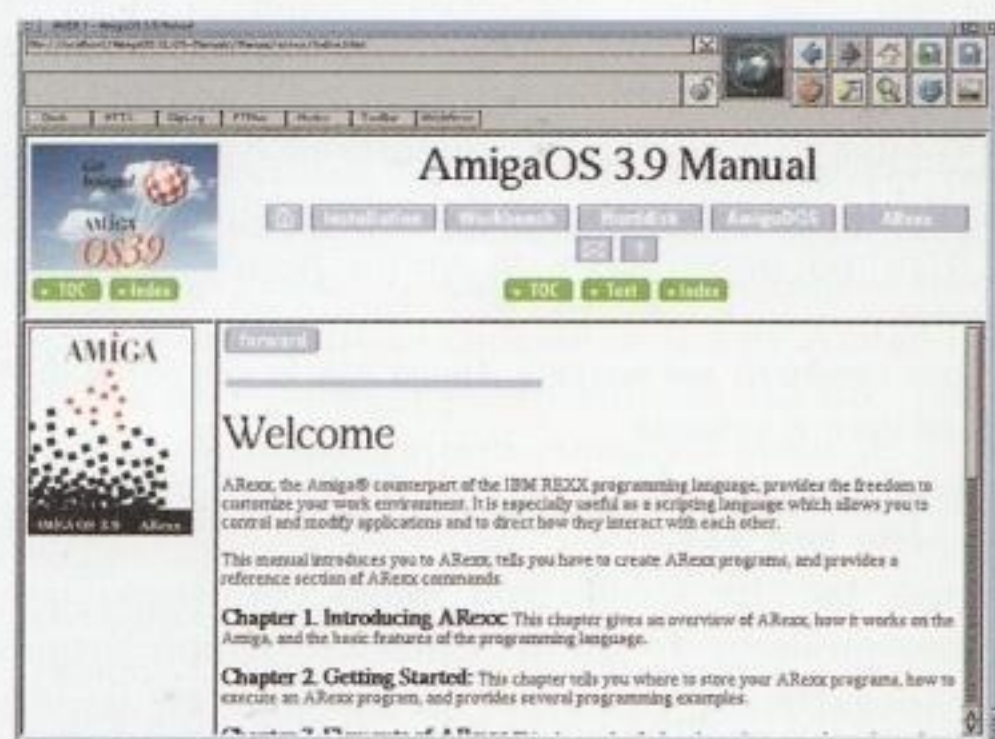 AmigaOS 3.9 Manual
Installation Workbench Harddisk AmigaDOS ARexx
AMIGA
OS3.9
TOC Index
TOC Text Index
forward
AMIGA
AMIGA OS 3.9 ARexx
Welcome
ARexx, the Amiga® counterpart of the IBM REXX programming language, provides the freedom to
customize your work environment. It is especially useful as a scripting language which allows you to
control and modify applications and to direct how they interact with each other.
This manual introduces you to ARexx, tells you have to create ARexx programs, and provides a
reference section of ARexx commands.
Chapter 1. Introducing ARexx: This chapter gives an overview of ARexx, how it works on the
Amiga, and the basic features of the programming language.
Chapter 2. Getting Started: This chapter tells you where to store your ARexx programs, how to
execute an ARexx program, and provides several programming examples.